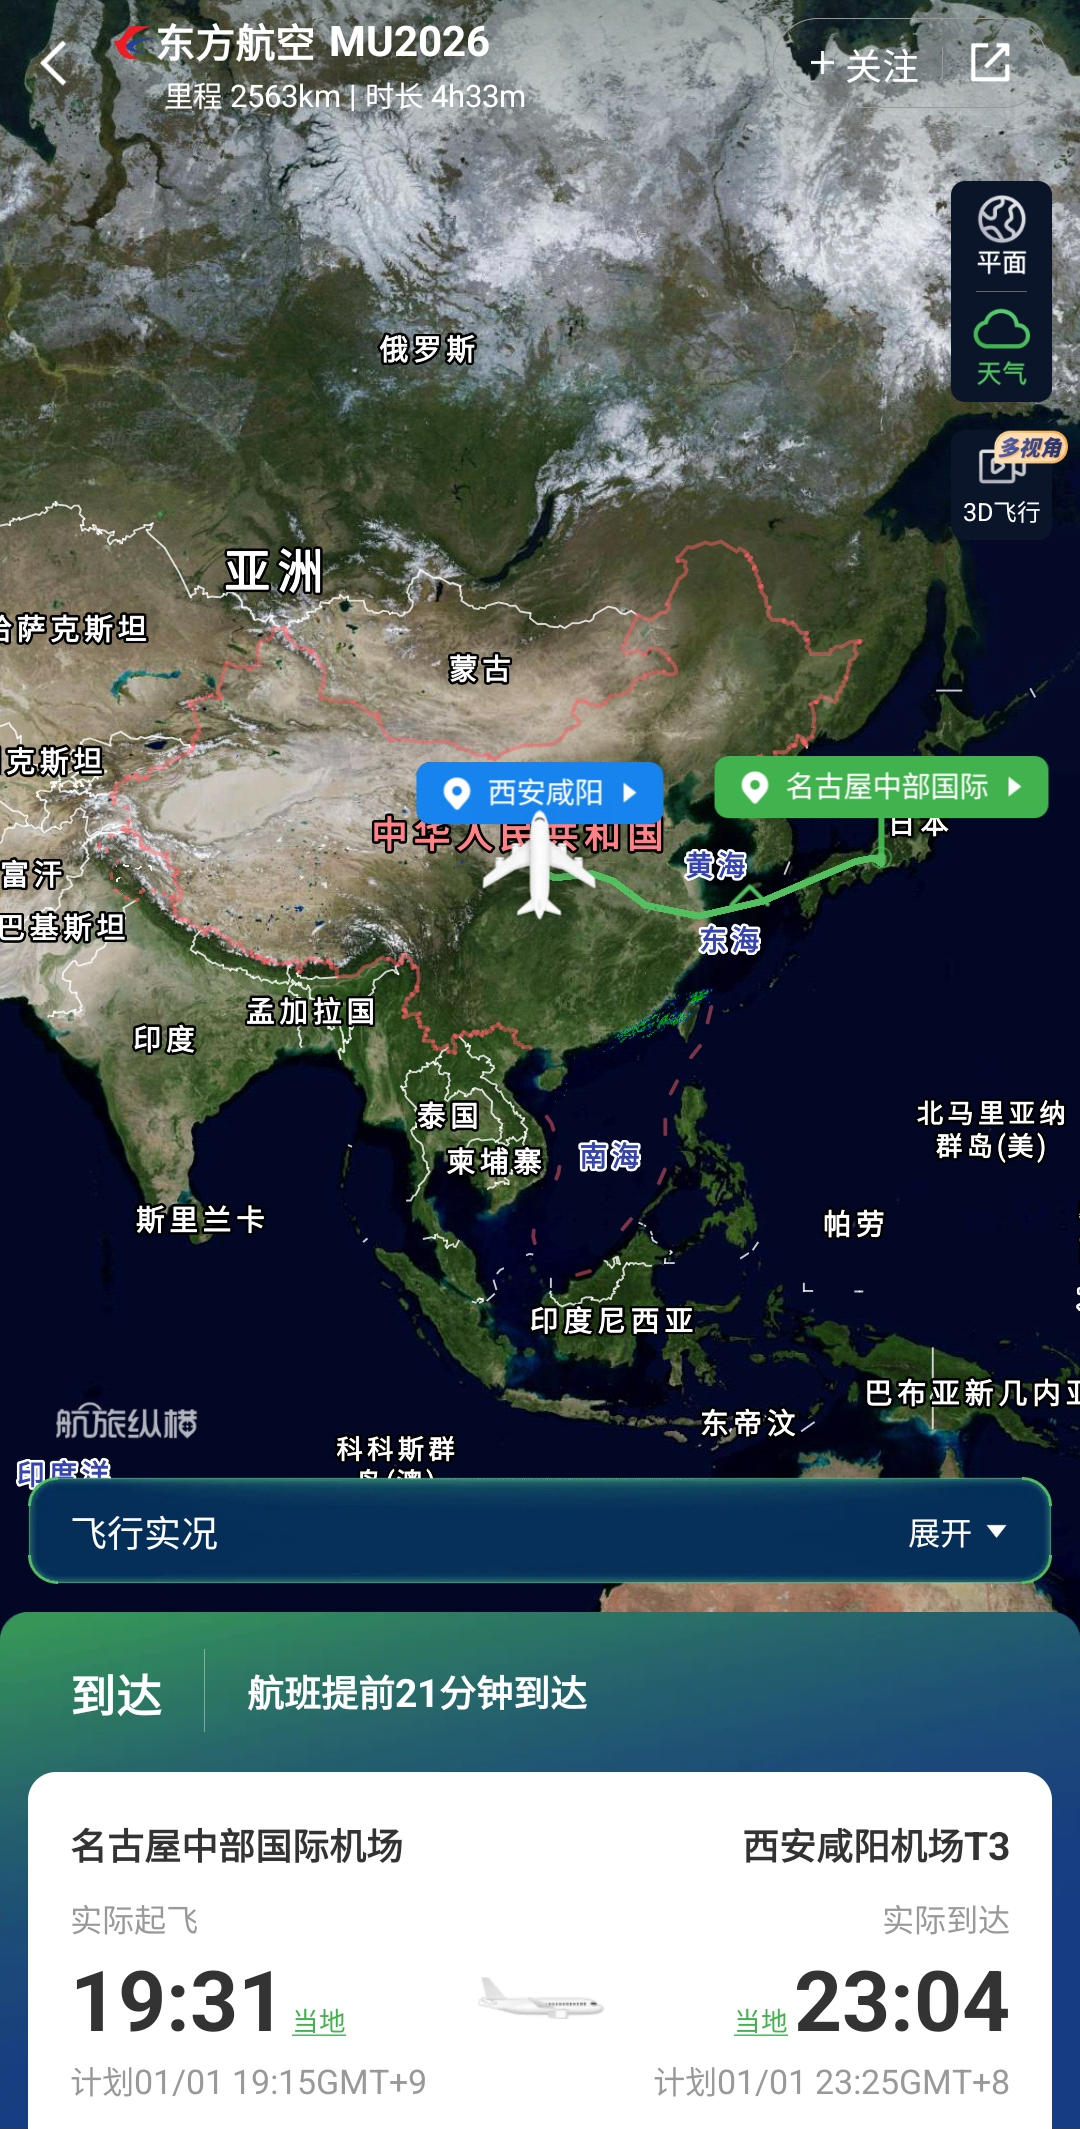 东方航空 MU2026
里程 2563km | 时长 4h33m
+ 关注
平面
天气
多视角
3D飞行
俄罗斯
亚洲
哈萨克斯坦
蒙古
克斯坦
西安咸阳
名古屋中部国际
中华人民共和国
日本
黄海
富汗
巴基斯坦
东海
孟加拉国
印度
泰国
北马里亚纳
群岛(美)
柬埔寨
南海
斯里兰卡
帕劳
印度尼西亚
巴布亚新几内亚
东帝汶
航旅纵横
科科斯群
岛(澳)
印度洋
飞行实况
展开
到达
航班提前21分钟到达
名古屋中部国际机场
西安咸阳机场T3
实际起飞
实际到达
19:31 当地
当地 23:04
计划01/01 19:15GMT+9
计划01/01 23:25GMT+8